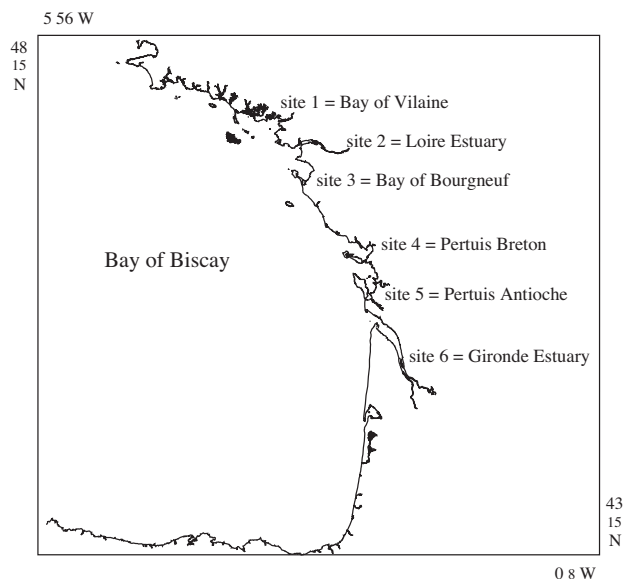 5 56 W
48
15
N
site 1 = Bay of Vilaine
site 2 = Loire Estuary
site 3 = Bay of Bourgneuf
site 4 = Pertuis Breton
Bay of Biscay
site 5 = Pertuis Antioche
site 6 = Gironde Estuary
43
15
N
0 8 W